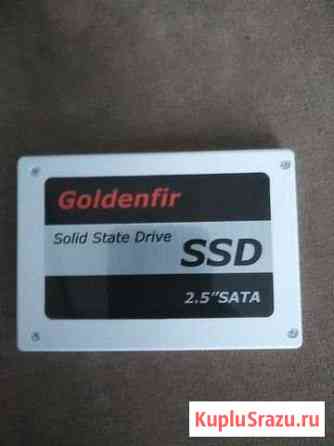 Goldenfir
Solid State Drive
SSD
2.5"SATA
KupluSrazu.ru